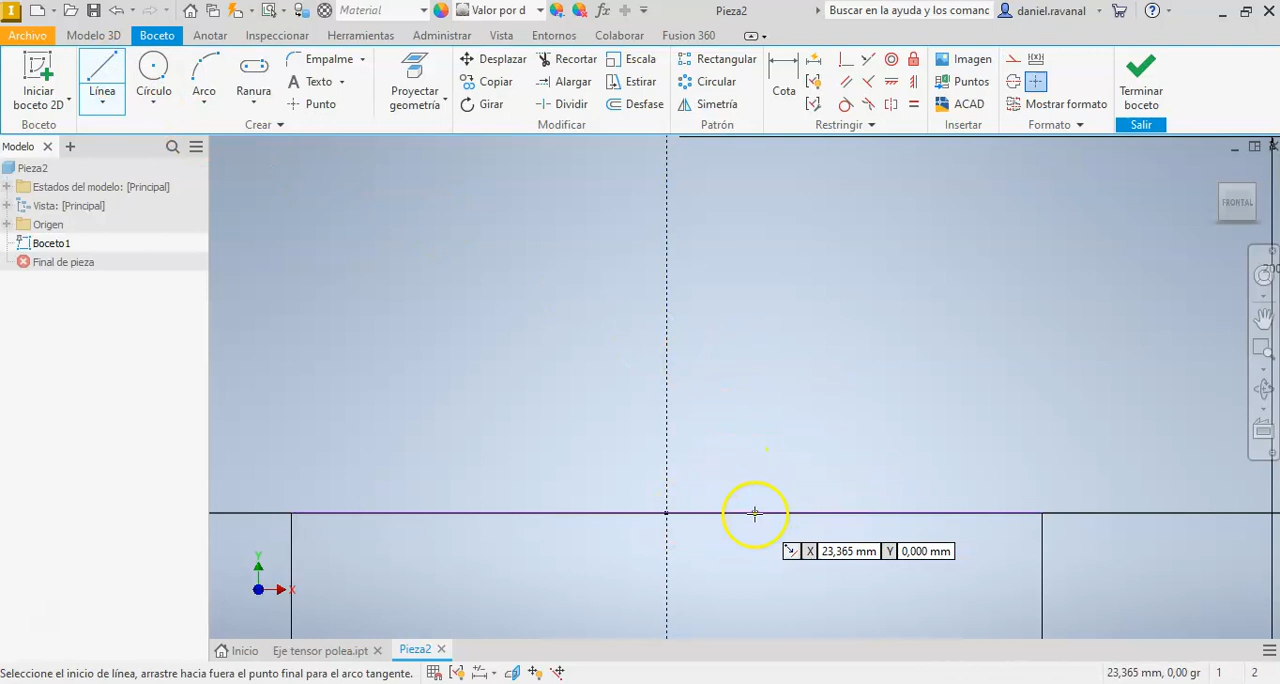 Material
Valor por d
fx
Pieza2
Buscar en la ayuda y los comanc
daniel.ravanal
Archivo
Modelo 3D
Boceto
Anotar
Inspeccionar
Herramientas
Administrar
Vista
Entornos
Colaborar
Fusion 360
Iniciar
boceto 2D
Línea
Círculo
Arco
Ranura
Empalme
Texto
Punto
Proyectar
geometría
Desplazar
Copiar
Girar
Recortar
Alargar
Dividir
Escala
Estirar
Desfase
Rectangular
Circular
Simetría
Cota
Imagen
Puntos
ACAD
Mostrar formato
Terminar
boceto
Boceto
Crear
Modificar
Patrón
Restringir
Insertar
Formato
Salir
Modelo
Pieza2
Estados del modelo: [Principal]
Vista: [Principal]
Origen
Boceto1
Final de pieza
FRONTAL
X 23,365 mm Y 0,000 mm
Y
X
Inicio
Eje tensor polea.ipt
Pieza2
Seleccione el inicio de línea, arrastre hacia fuera el punto final para el arco tangente.
23,365 mm, 0,00 gr
1
2